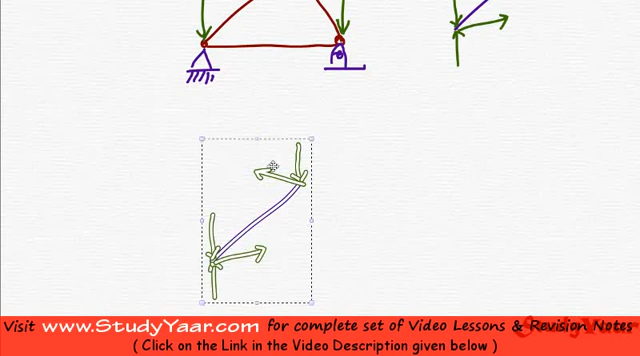 Visit www.StudyYaar.com for complete set of Video Lessons & Revision Notes
( Click on the Link in the Video Description given below )
StudyYaar